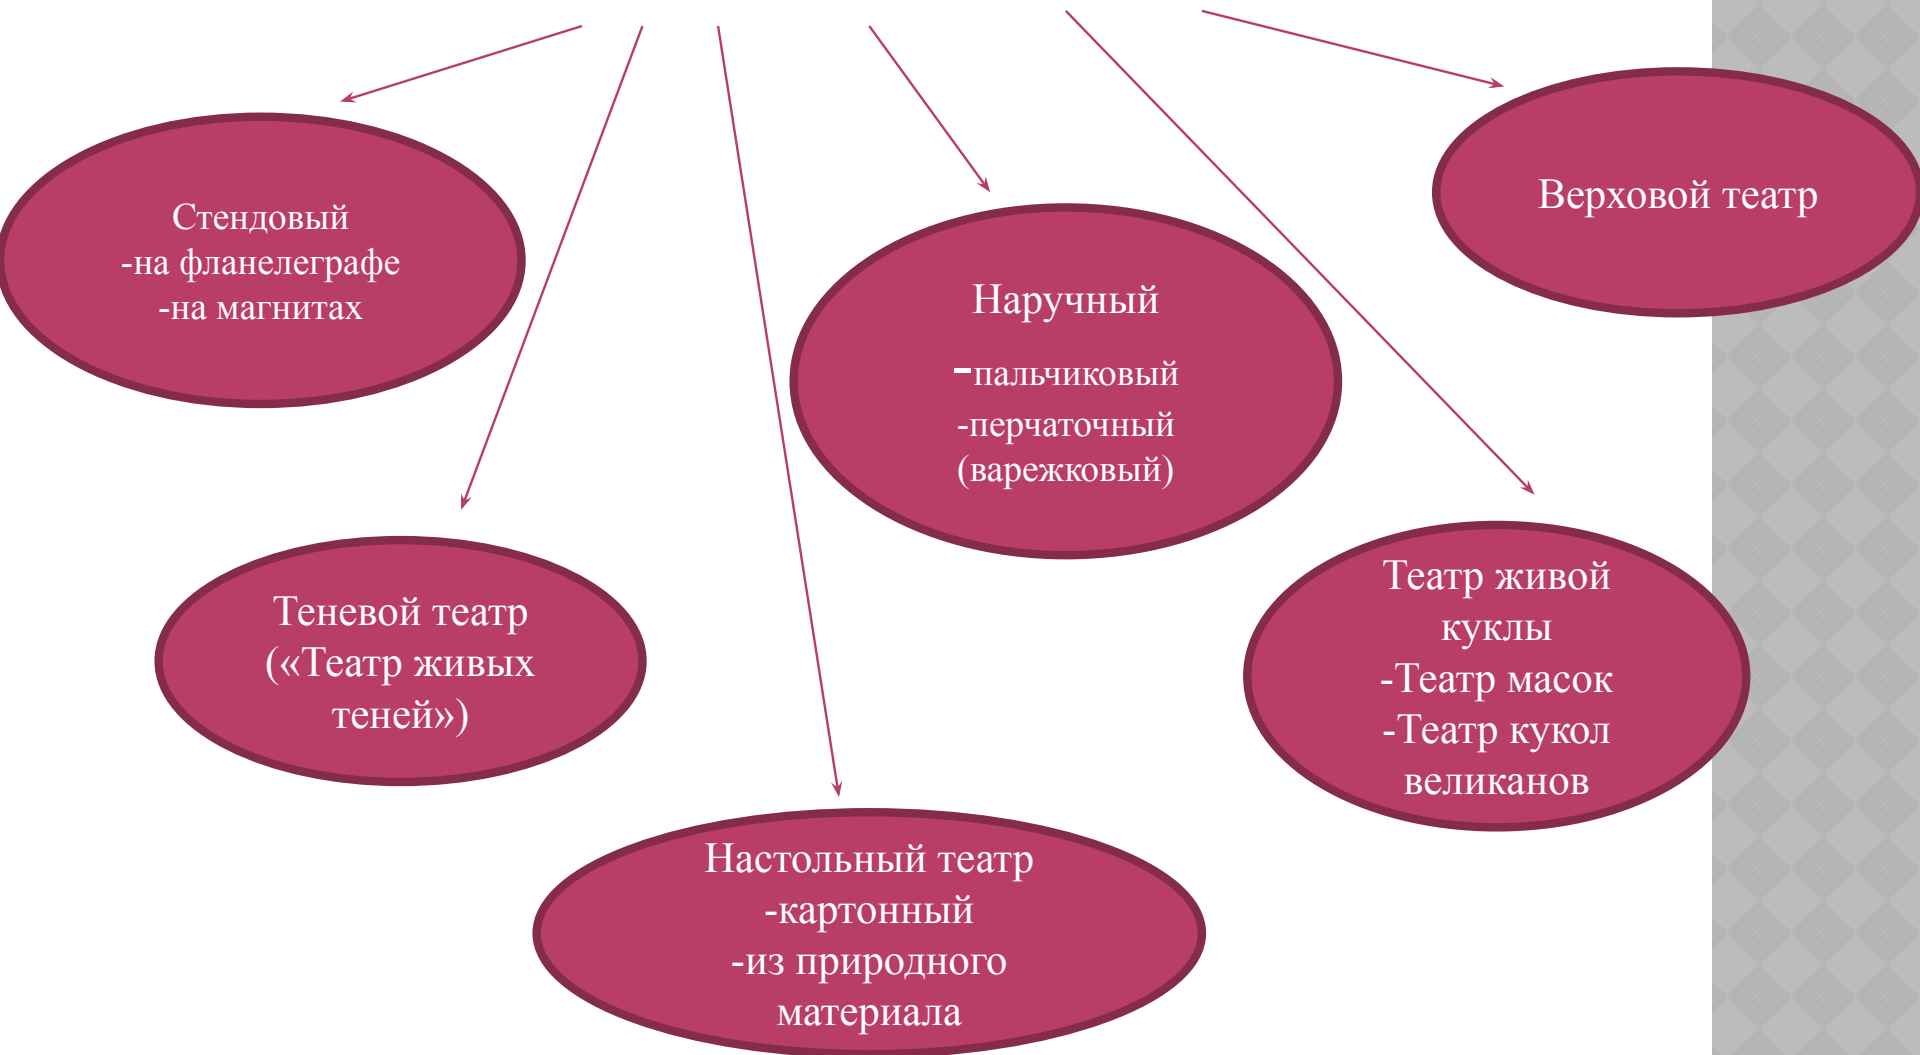 Стендовый
-на фланелеграфе
-на магнитах
Верховой театр
Наручный
-пальчиковый
-перчаточный
(варежковый)
Теневой театр
(«Театр живых
теней»)
Театр живой
куклы
-Театр масок
-Театр кукол
великанов
Настольный театр
-картонный
-из природного
материала